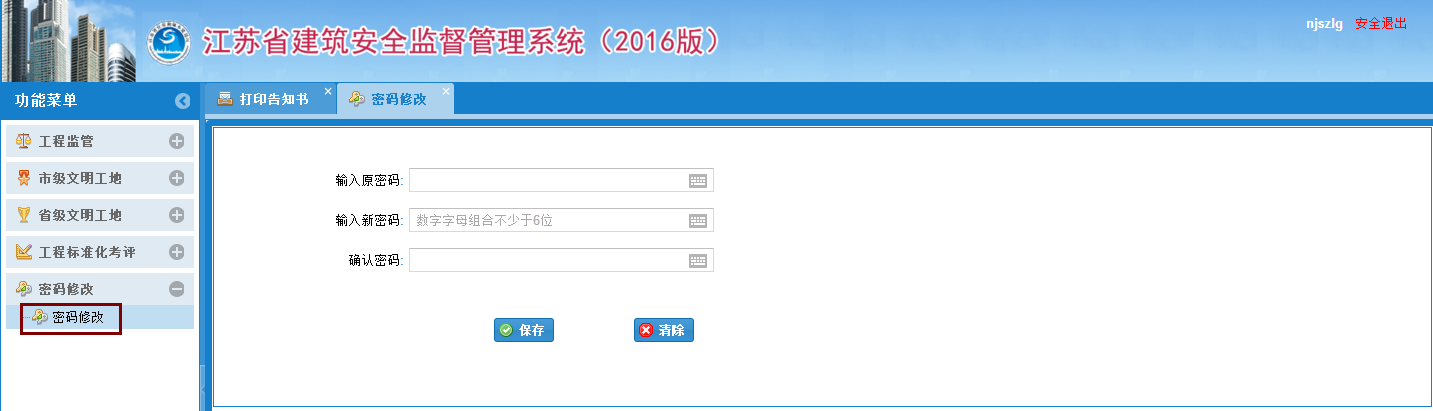 江苏省建筑安全监督管理系统（2016版）
njszlg 安全退出
功能菜单
打印告知书
密码修改
工程监管
市级文明工地
省级文明工地
工程标准化考评
密码修改
密码修改
输入原密码:
输入新密码: 数字字母组合不少于6位
确认密码:
保存 清除